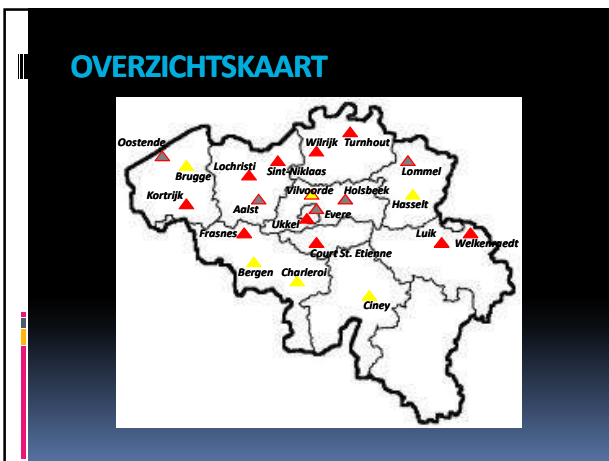 OVERZICHTSKAART
Oostende
Brugge
Kortrijk
Lochristi
Sint-Niklaas
Wilrijk
Turnhout
Lommel
Aalst
Vilvoorde
Holsbeek
Hasselt
Evere
Ukkel
Frasnes
Court St. Etienne
Luik
Welkenraedt
Bergen
Charleroi
Ciney